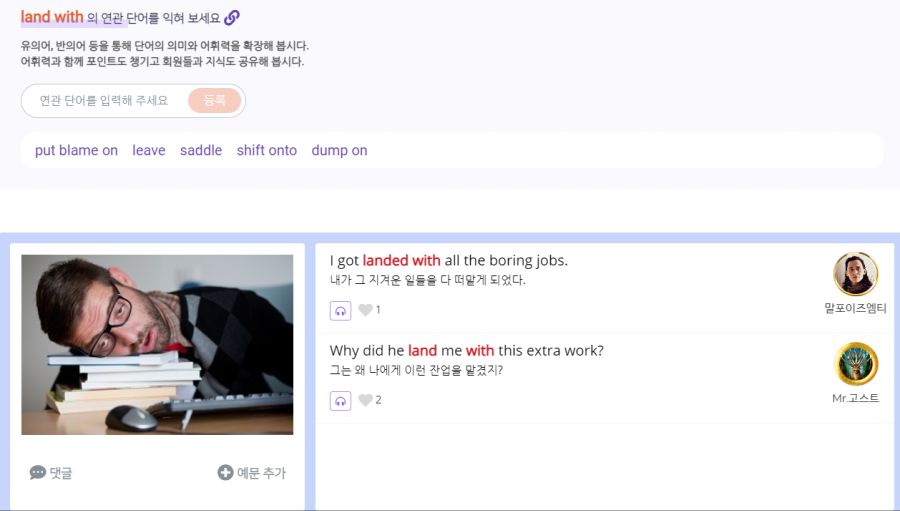 land with 의 연관 단어를 익혀 보세요
유의어, 반의어 등을 통해 단어의 의미와 어휘력을 확장해 봅시다.
어휘력과 함께 포인트도 챙기고 회원들과 지식도 공유해 봅시다.
연관 단어를 입력해 주세요 등록
put blame on leave saddle shift onto dump on
I got landed with all the boring jobs.
내가 그 지겨운 일들을 다 떠맡게 되었다.
1
말포이즈엠티
Why did he land me with this extra work?
그는 왜 나에게 이런 잔업을 맡겼지?
2
Mr.고스트
댓글 예문 추가